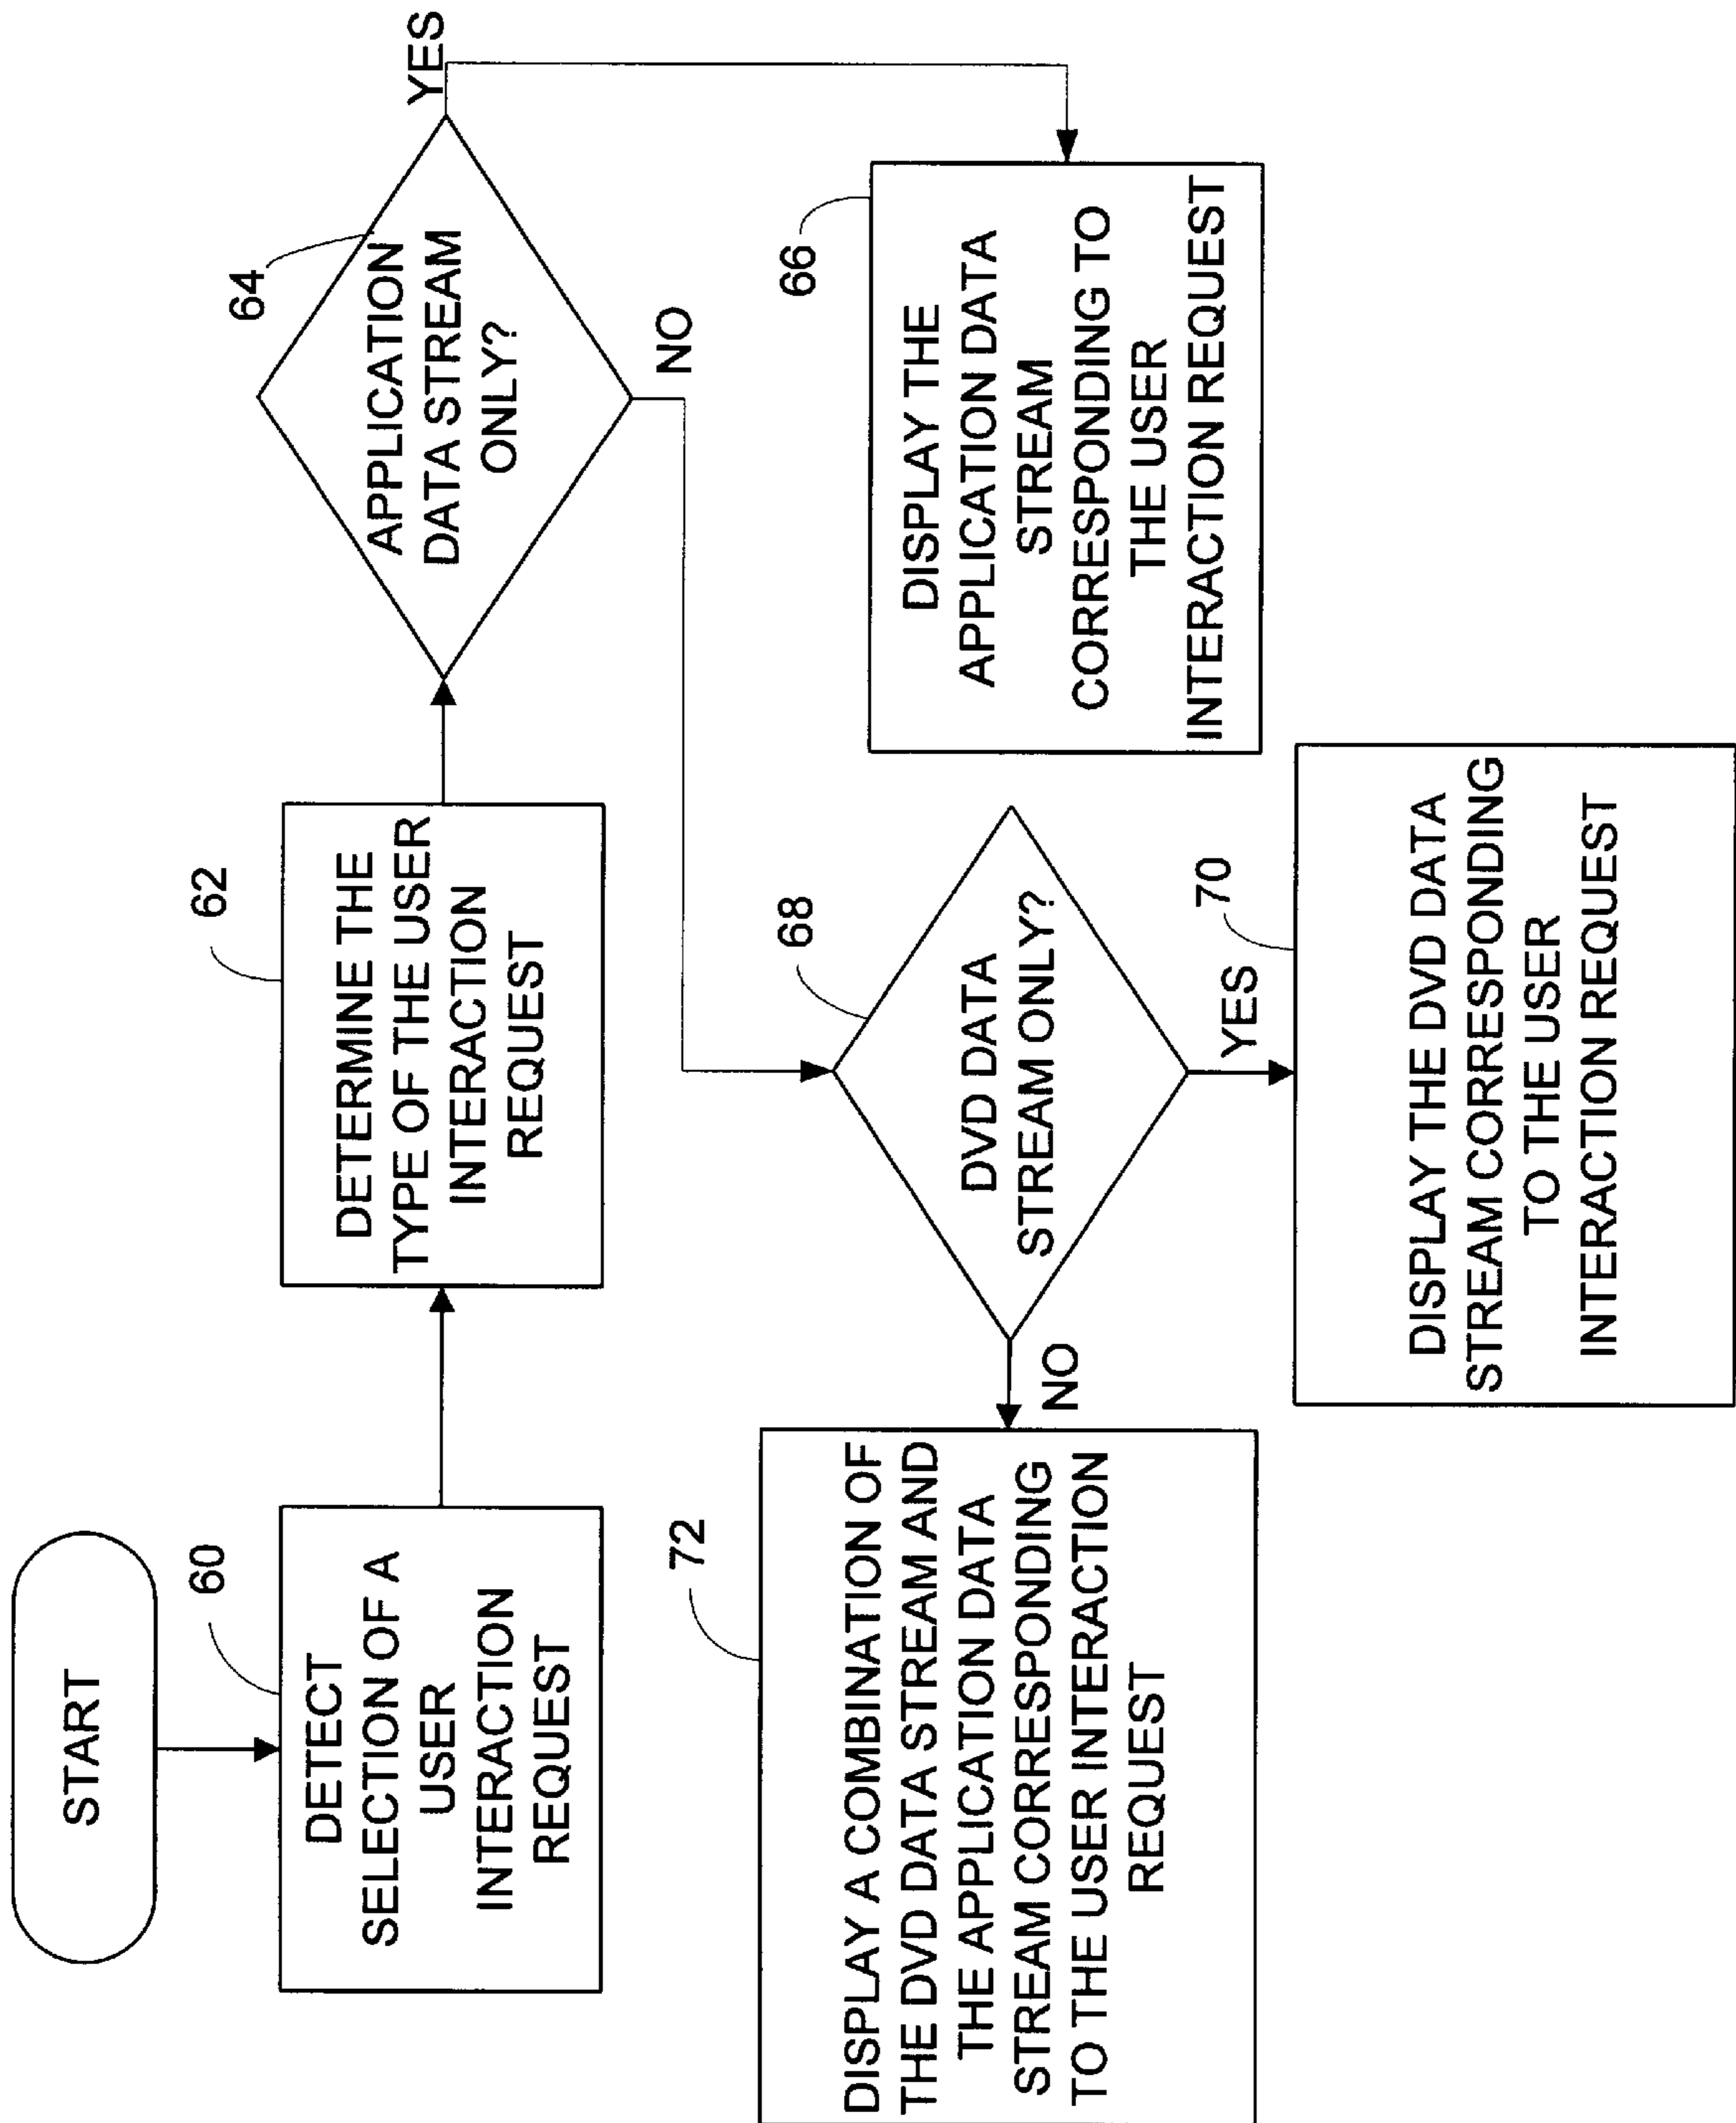 START
60
DETECT
SELECTION OF A
USER
INTERACTION
REQUEST
62
DETERMINE THE
TYPE OF THE USER
INTERACTION
REQUEST
64
APPLICATION
DATA STREAM
ONLY?
YES
NO
66
DISPLAY THE
APPLICATION DATA
STREAM
CORRESPONDING TO
THE USER
INTERACTION REQUEST
68
DVD DATA
STREAM ONLY?
YES
NO
70
DISPLAY THE DVD DATA
STREAM CORRESPONDING
TO THE USER
INTERACTION REQUEST
72
DISPLAY A COMBINATION OF
THE DVD DATA STREAM AND
THE APPLICATION DATA
STREAM CORRESPONDING
TO THE USER INTERACTION
REQUEST